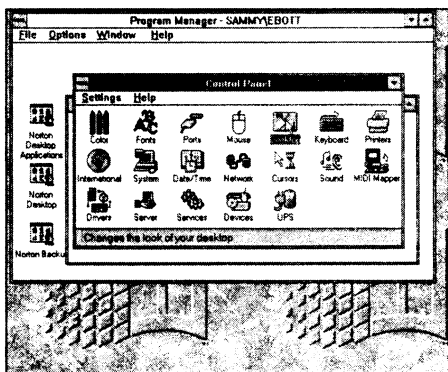 Program Manager - SAMMY\EBOTT
File Options Window Help
Control Panel
Settings Help
Color Fonts Ports Mouse Keyboard Printers
International System Date/Time Network Cursors Sound MIDI Mapper
Drivers Server Services Devices UPS
Changes the look of your desktop
Norton Desktop Applications
Norton Desktop
Norton Backu